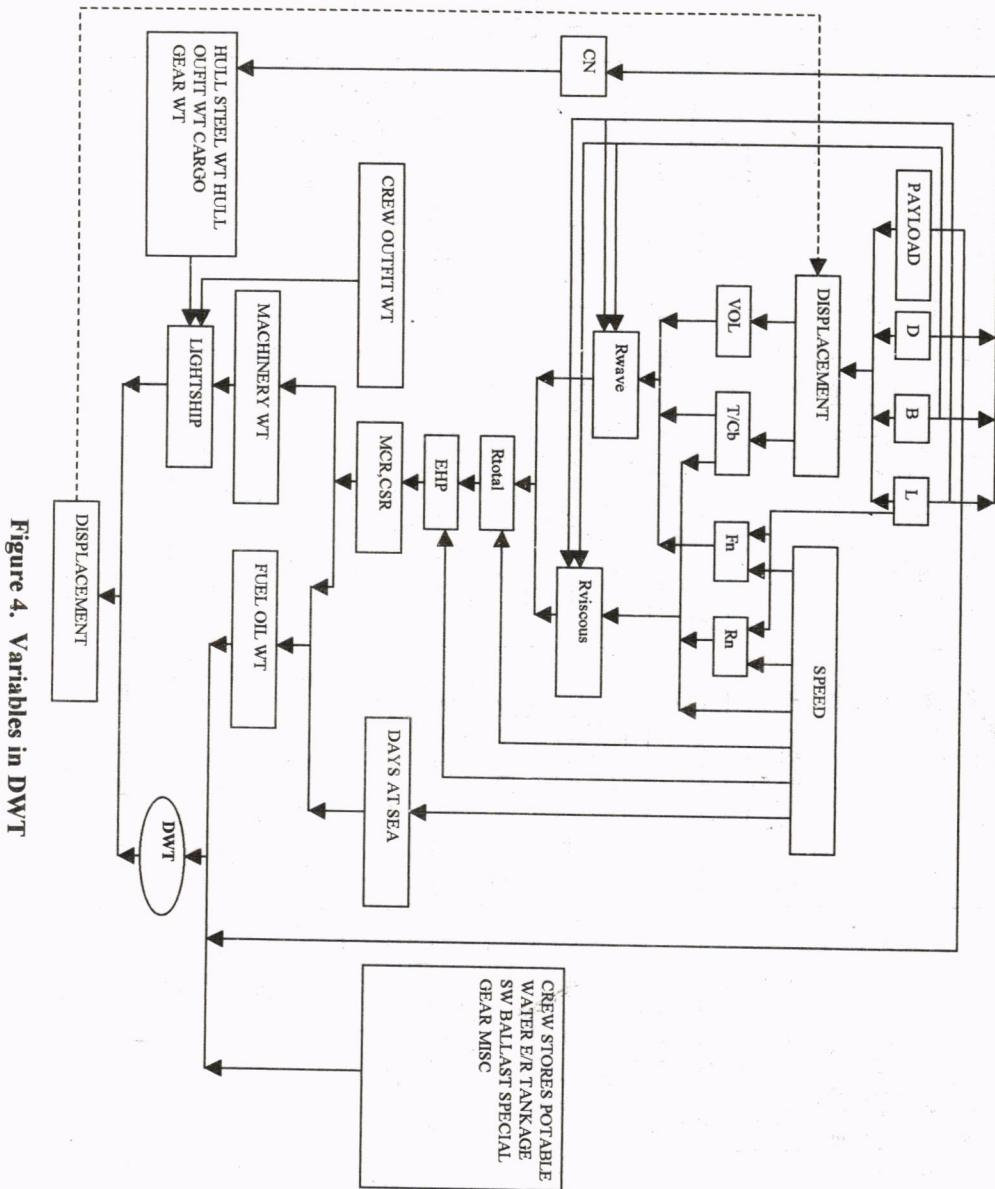 PAYLOAD
D
B
L
SPEED
DISPLACEMENT
VOL
T/Cb
Fn
Rn
CN
Rwave
Rviscous
Rtotal
EHP
MCR,CSR
DAYS AT SEA
CREW STORES POTABLE
WATER E/R TANKAGE
SW BALLAST SPECIAL
GEAR MISC
CREW OUTFIT WT
MACHINERY WT
FUEL OIL WT
HULL STEEL WT HULL
OUFIT WT CARGO
GEAR WT
LIGHTSHIP
DWT
DISPLACEMENT
Figure 4. Variables in DWT